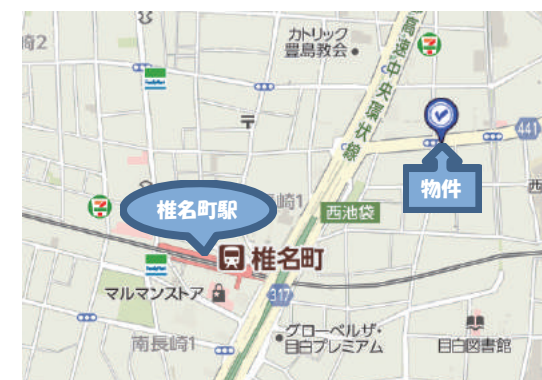 崎2
カトリック
豊島教会
高速中央環状線
441
物件
西
椎名町駅
長崎1
西池袋
椎名町
マルマンストア
317
南長崎1
グローベルザ・
目白プレミアム
目白図書館